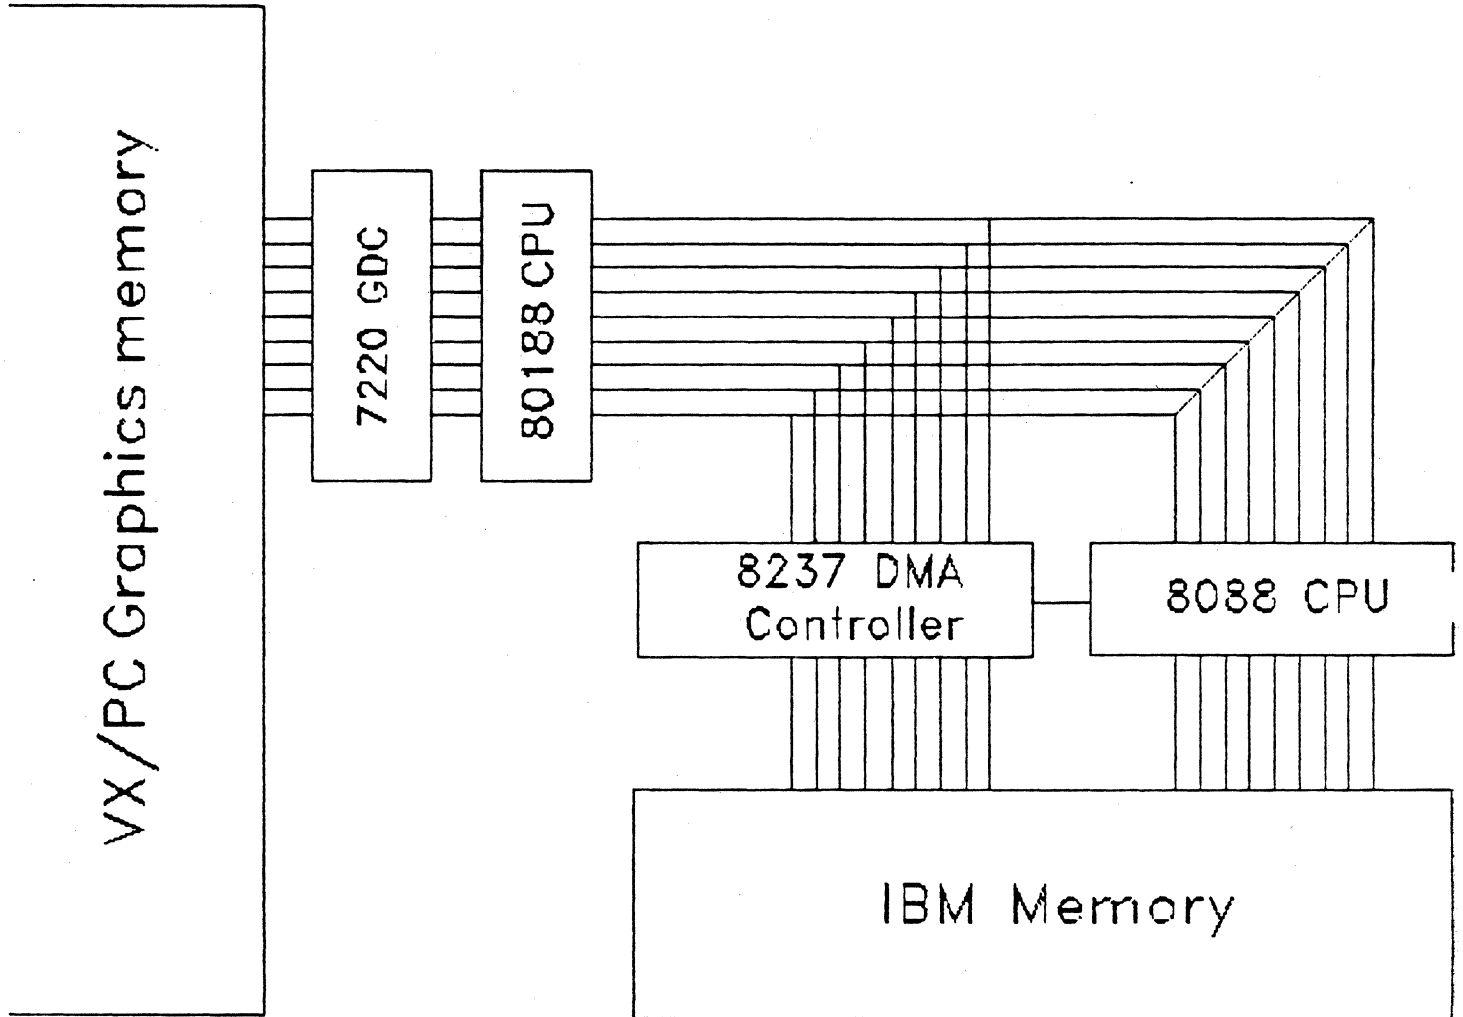 VX/PC Graphics memory
7220 GDC
80188 CPU
8237 DMA
Controller
8088 CPU
IBM Memory